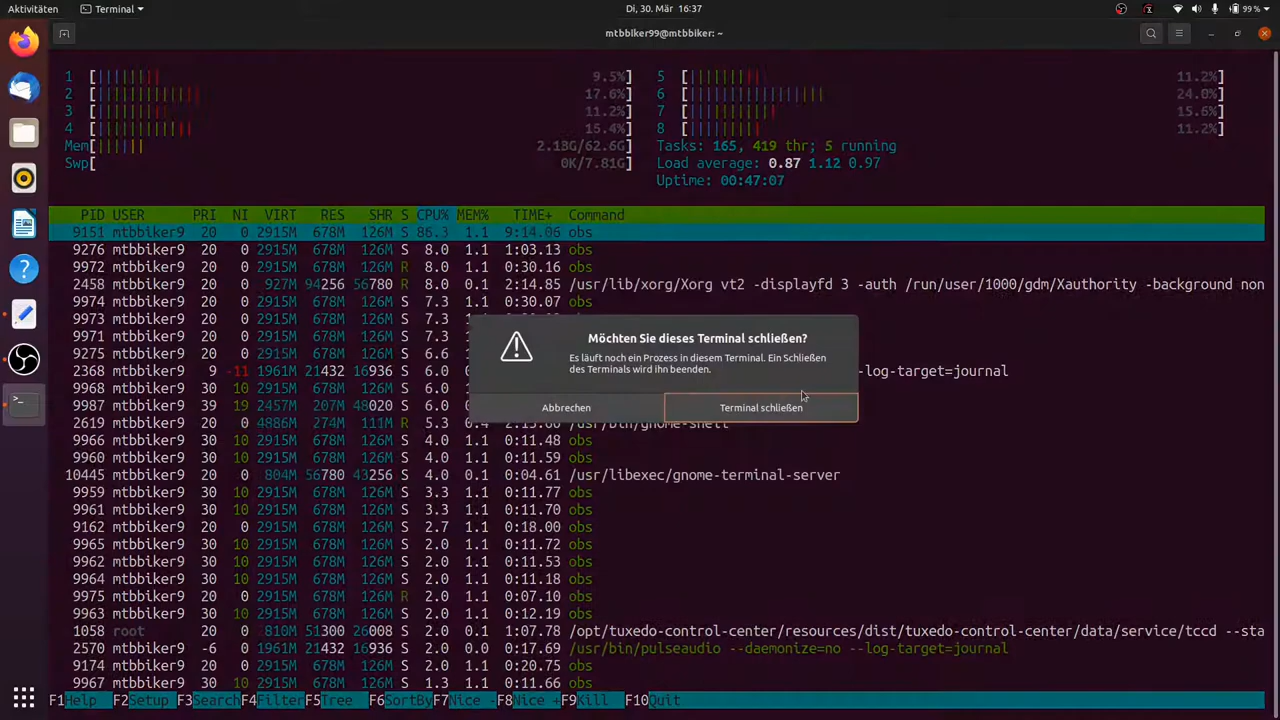 Aktivitäten Terminal Di, 30. Mär 16:37 99%
mtbbiker99@mtbbiker: ~
1 [|||||||||| 9.5%] 5 [|||||||||| 11.2%]
2 [|||||||||||||||| 17.6%] 6 [|||||||||||||||||||| 24.0%]
3 [|||||||||| 11.2%] 7 [||||||||||||| 15.6%]
4 [||||||||||||||| 15.4%] 8 [|||||||||| 11.2%]
Mem[||||||| 2.13G/62.6G] Tasks: 165, 419 thr; 5 running
Swp[ 0K/7.81G] Load average: 0.87 1.12 0.97
Uptime: 00:47:07
PID USER PRI NI VIRT RES SHR S CPU% MEM% TIME+ Command
9151 mtbbiker9 20 0 2915M 678M 126M S 86.3 1.1 9:14.06 obs
9276 mtbbiker9 20 0 2915M 678M 126M S 8.0 1.1 1:03.13 obs
9972 mtbbiker9 20 0 2915M 678M 126M R 8.0 1.1 0:30.16 obs
2458 mtbbiker9 20 0 927M 94256 56780 R 8.0 0.1 2:14.85 /usr/lib/xorg/Xorg vt2 -displayfd 3 -auth /run/user/1000/gdm/Xauthority -background non
9974 mtbbiker9 20 0 2915M 678M 126M S 7.3 1.1 0:30.07 obs
9973 mtbbiker9 20 0 2915M 678M 126M S 7.3
9971 mtbbiker9 20 0 2915M 678M 126M S 7.3
9275 mtbbiker9 20 0 2915M 678M 126M S 6.6
2368 mtbbiker9 9 -11 1961M 21432 16936 S 6.0 -log-target=journal
9968 mtbbiker9 30 10 2915M 678M 126M S 6.0
9987 mtbbiker9 39 19 2457M 207M 48020 S 6.0
2619 mtbbiker9 20 0 4886M 274M 111M R 5.3 0.4 /usr/bin/gnome-shell
9966 mtbbiker9 30 10 2915M 678M 126M S 4.0 1.1 0:11.48 obs
9960 mtbbiker9 30 10 2915M 678M 126M S 4.0 1.1 0:11.59 obs
10445 mtbbiker9 20 0 804M 56780 43256 S 4.0 0.1 0:04.61 /usr/libexec/gnome-terminal-server
9959 mtbbiker9 30 10 2915M 678M 126M S 3.3 1.1 0:11.77 obs
9961 mtbbiker9 30 10 2915M 678M 126M S 3.3 1.1 0:11.70 obs
9162 mtbbiker9 20 0 2915M 678M 126M S 2.7 1.1 0:18.00 obs
9965 mtbbiker9 30 10 2915M 678M 126M S 2.0 1.1 0:11.72 obs
9962 mtbbiker9 30 10 2915M 678M 126M S 2.0 1.1 0:11.53 obs
9964 mtbbiker9 30 10 2915M 678M 126M S 2.0 1.1 0:11.18 obs
9975 mtbbiker9 20 0 2915M 678M 126M R 2.0 1.1 0:07.10 obs
9963 mtbbiker9 30 10 2915M 678M 126M S 2.0 1.1 0:12.19 obs
1058 root 20 0 810M 51300 26008 S 2.0 0.1 1:07.78 /opt/tuxedo-control-center/resources/dist/tuxedo-control-center/data/service/tccd --sta
2570 mtbbiker9 -6 0 1961M 21432 16936 S 2.0 0.0 0:17.69 /usr/bin/pulseaudio --daemonize=no --log-target=journal
9174 mtbbiker9 20 0 2915M 678M 126M S 2.0 1.1 0:20.75 obs
9967 mtbbiker9 30 10 2915M 678M 126M S 1.3 1.1 0:11.66 obs
F1Help F2Setup F3SearchF4FilterF5Tree F6SortByF7Nice -F8Nice +F9Kill F10Quit
Möchten Sie dieses Terminal schließen?
Es läuft noch ein Prozess in diesem Terminal. Ein Schließen
des Terminals wird ihn beenden.
Abbrechen Terminal schließen